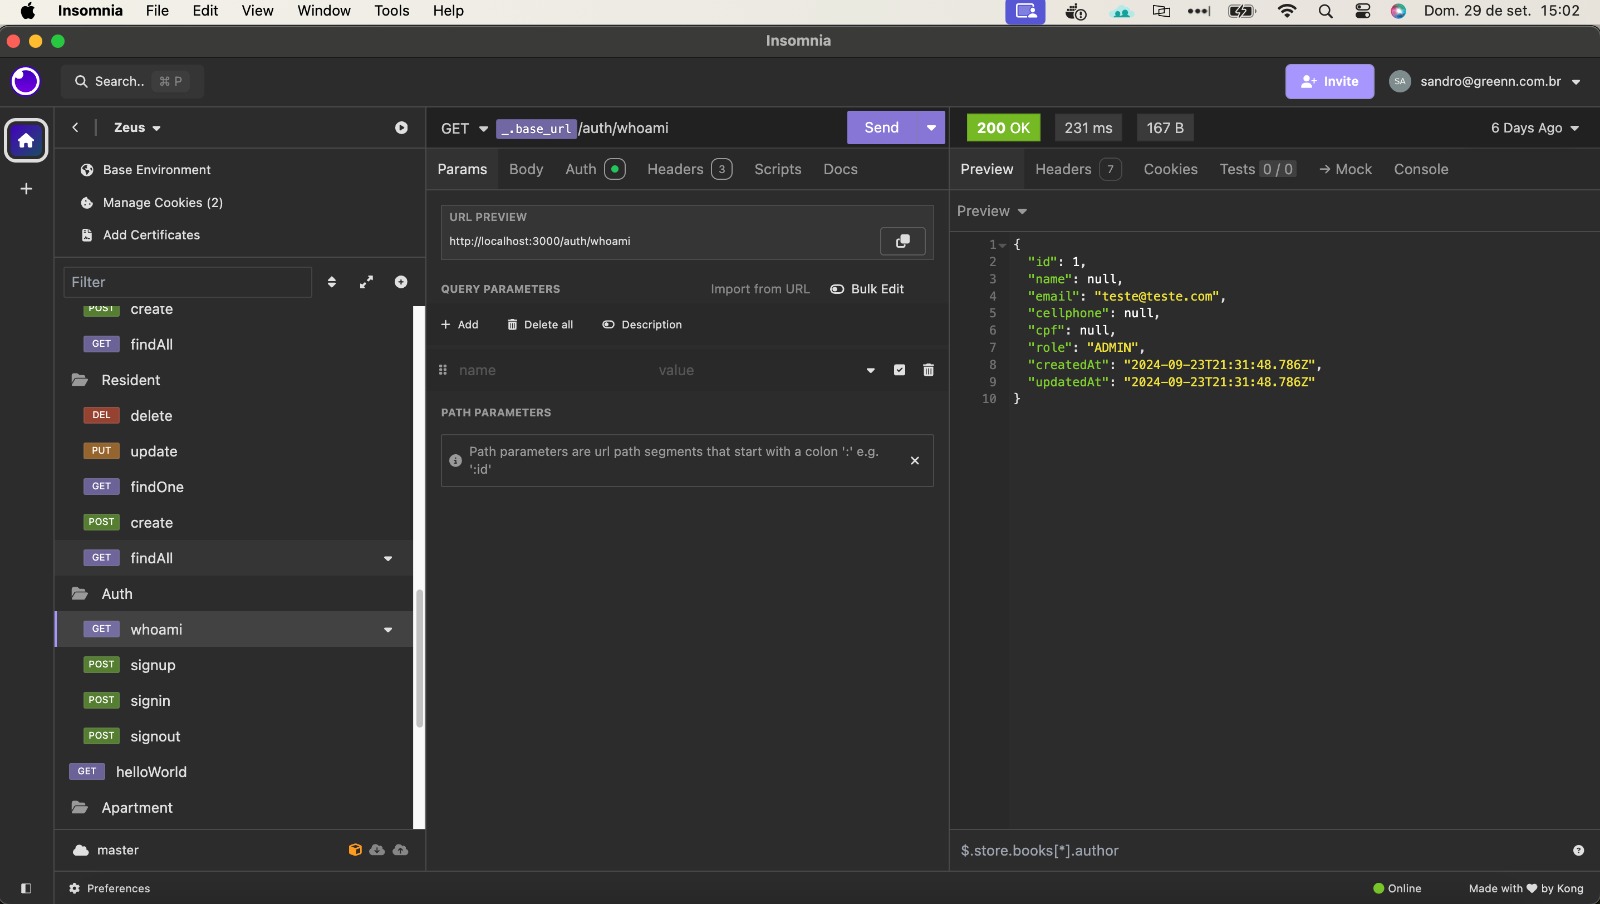 Insomnia File Edit View Window Tools Help Dom. 29 de set. 15:02
Insomnia
Search.. ⌘ P Invite SA sandro@greenn.com.br
Zeus
Base Environment
Manage Cookies (2)
Add Certificates
Filter
POST create
GET findAll
Resident
DEL delete
PUT update
GET findOne
POST create
GET findAll
Auth
GET whoami
POST signup
POST signin
POST signout
GET helloWorld
Apartment
master
Preferences
GET _.base_url/auth/whoami Send
Params Body Auth Headers 3 Scripts Docs
URL PREVIEW
http://localhost:3000/auth/whoami
QUERY PARAMETERS Import from URL Bulk Edit
+ Add Delete all Description
name value
PATH PARAMETERS
Path parameters are url path segments that start with a colon ':' e.g.
':id'
200 OK 231 ms 167 B 6 Days Ago
Preview Headers 7 Cookies Tests 0 / 0 → Mock Console
Preview
1 {
2 "id": 1,
3 "name": null,
4 "email": "teste@teste.com",
5 "cellphone": null,
6 "cpf": null,
7 "role": "ADMIN",
8 "createdAt": "2024-09-23T21:31:48.786Z",
9 "updatedAt": "2024-09-23T21:31:48.786Z"
10 }
$.store.books[*].author
Online Made with ♥ by Kong